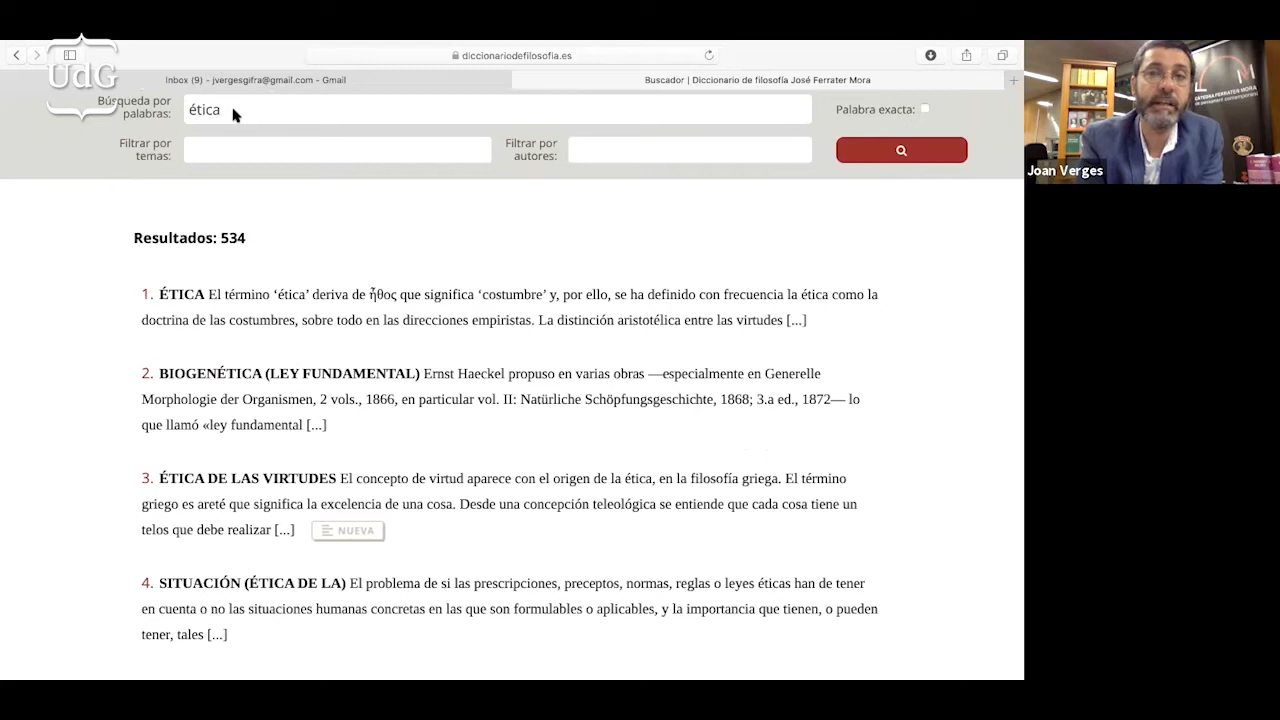 UdG
diccionariodefilosofia.es
Inbox (9) - jvergesgifra@gmail.com - Gmail
Buscador | Diccionario de filosofía José Ferrater Mora
Búsqueda por
palabras:
ética
Palabra exacta:
Filtrar por
temas:
Filtrar por
autores:
Resultados: 534
1. ÉTICA El término ‘ética’ deriva de ἦθος que significa ‘costumbre’ y, por ello, se ha definido con frecuencia la ética como la
doctrina de las costumbres, sobre todo en las direcciones empiristas. La distinción aristotélica entre las virtudes [...]
2. BIOGENÉTICA (LEY FUNDAMENTAL) Ernst Haeckel propuso en varias obras —especialmente en Generelle
Morphologie der Organismen, 2 vols., 1866, en particular vol. II: Natürliche Schöpfungsgeschichte, 1868; 3.a ed., 1872— lo
que llamó «ley fundamental [...]
3. ÉTICA DE LAS VIRTUDES El concepto de virtud aparece con el origen de la ética, en la filosofía griega. El término
griego es areté que significa la excelencia de una cosa. Desde una concepción teleológica se entiende que cada cosa tiene un
telos que debe realizar [...] NUEVA
4. SITUACIÓN (ÉTICA DE LA) El problema de si las prescripciones, preceptos, normas, reglas o leyes éticas han de tener
en cuenta o no las situaciones humanas concretas en las que son formulables o aplicables, y la importancia que tienen, o pueden
tener, tales [...]
CÀTEDRA FERRATER MORA
Joan Verges